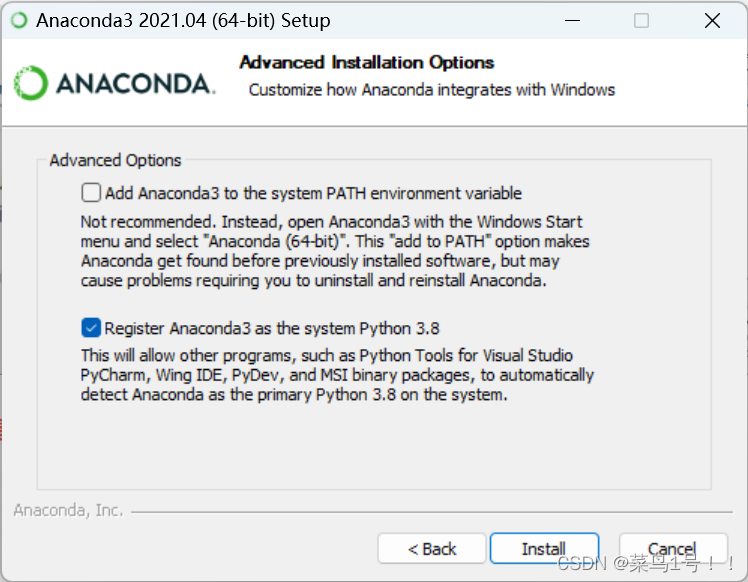 Anaconda3 2021.04 (64-bit) Setup
ANACONDA.
Advanced Installation Options
Customize how Anaconda integrates with Windows
Advanced Options
Add Anaconda3 to the system PATH environment variable
Not recommended. Instead, open Anaconda3 with the Windows Start
menu and select "Anaconda (64-bit)". This "add to PATH" option makes
Anaconda get found before previously installed software, but may
cause problems requiring you to uninstall and reinstall Anaconda.
Register Anaconda3 as the system Python 3.8
This will allow other programs, such as Python Tools for Visual Studio
PyCharm, Wing IDE, PyDev, and MSI binary packages, to automatically
detect Anaconda as the primary Python 3.8 on the system.
Anaconda, Inc.
< Back
Install
Cancel
CSDN @菜鸟1号！！